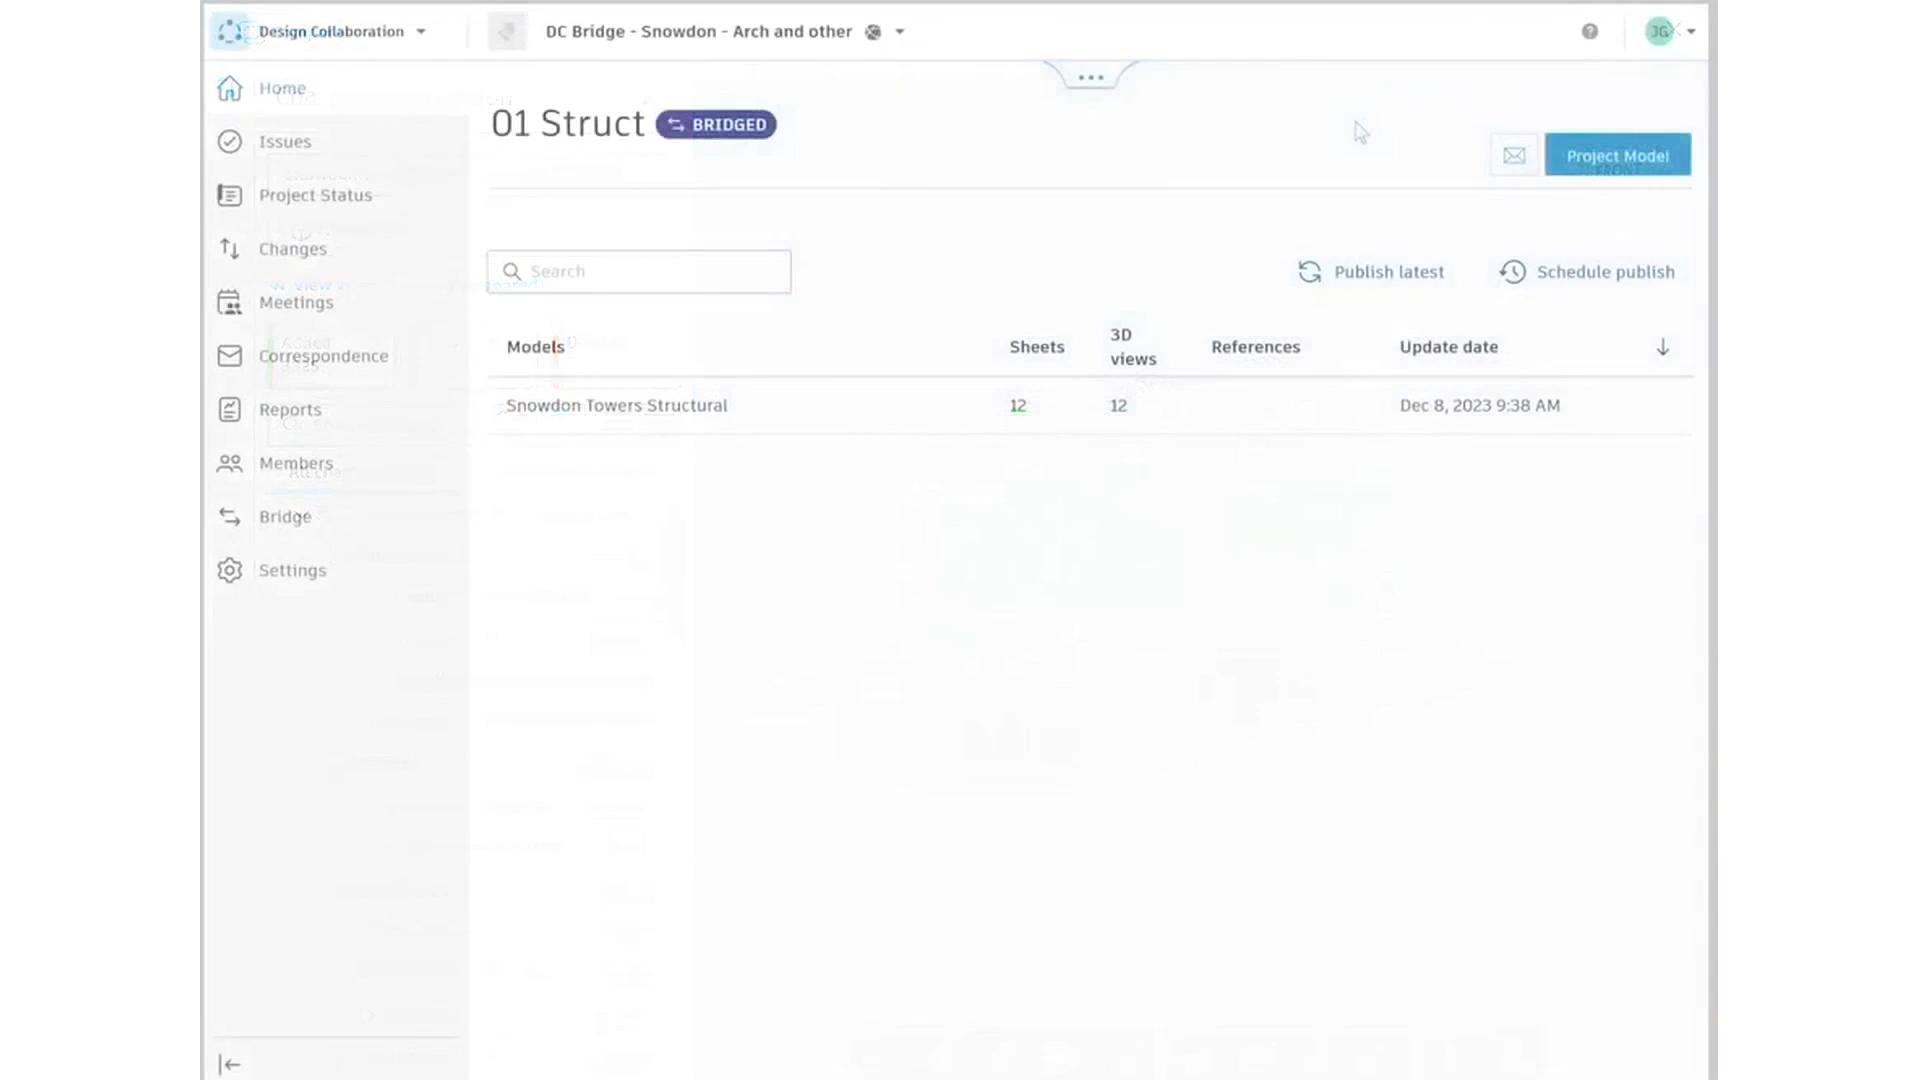 Design Collaboration
DC Bridge - Snowdon - Arch and other
JG
Home
Issues
Project Status
Changes
Meetings
Correspondence
Reports
Members
Bridge
Settings
01 Struct
BRIDGED
Project Model
Search
Publish latest
Schedule publish
Models
Sheets
3D
views
References
Update date
Snowdon Towers Structural
12
12
Dec 8, 2023 9:38 AM